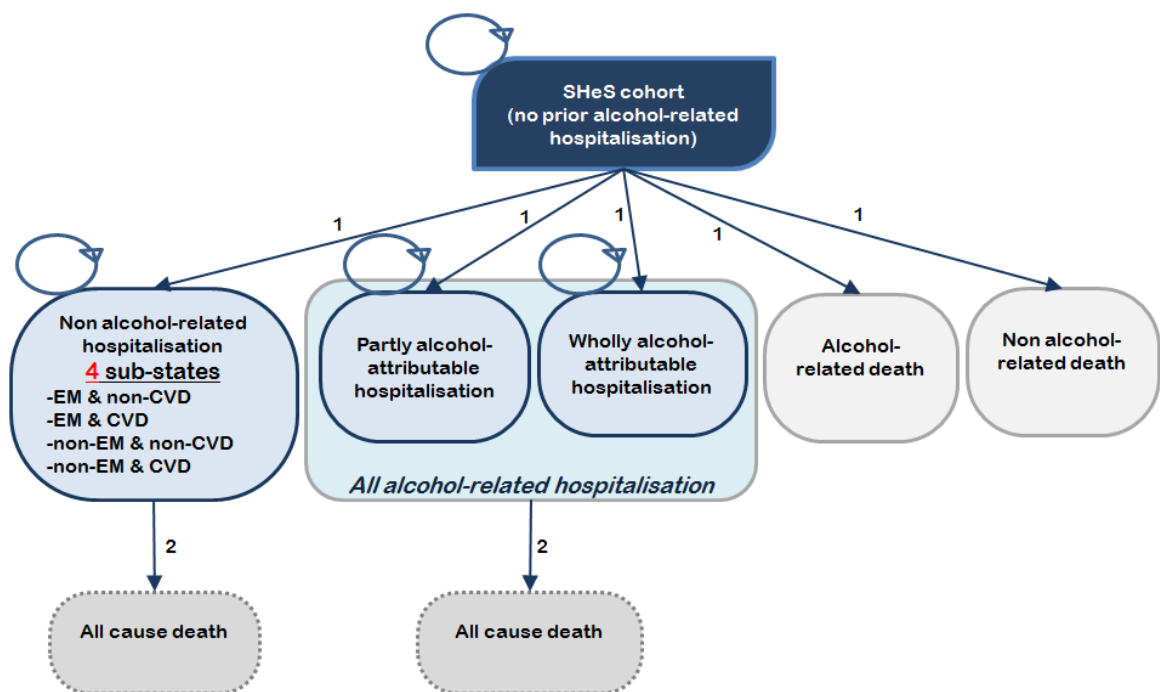 SHeS cohort
(no prior alcohol-related
hospitalisation)
1
1
1
1
1
Non alcohol-related
hospitalisation
4 sub-states
-EM & non-CVD
-EM & CVD
-non-EM & non-CVD
-non-EM & CVD
Partly alcohol-
attributable
hospitalisation
Wholly alcohol-
attributable
hospitalisation
Alcohol-
related death
Non alcohol-
related death
All alcohol-related hospitalisation
2
2
All cause death
All cause death